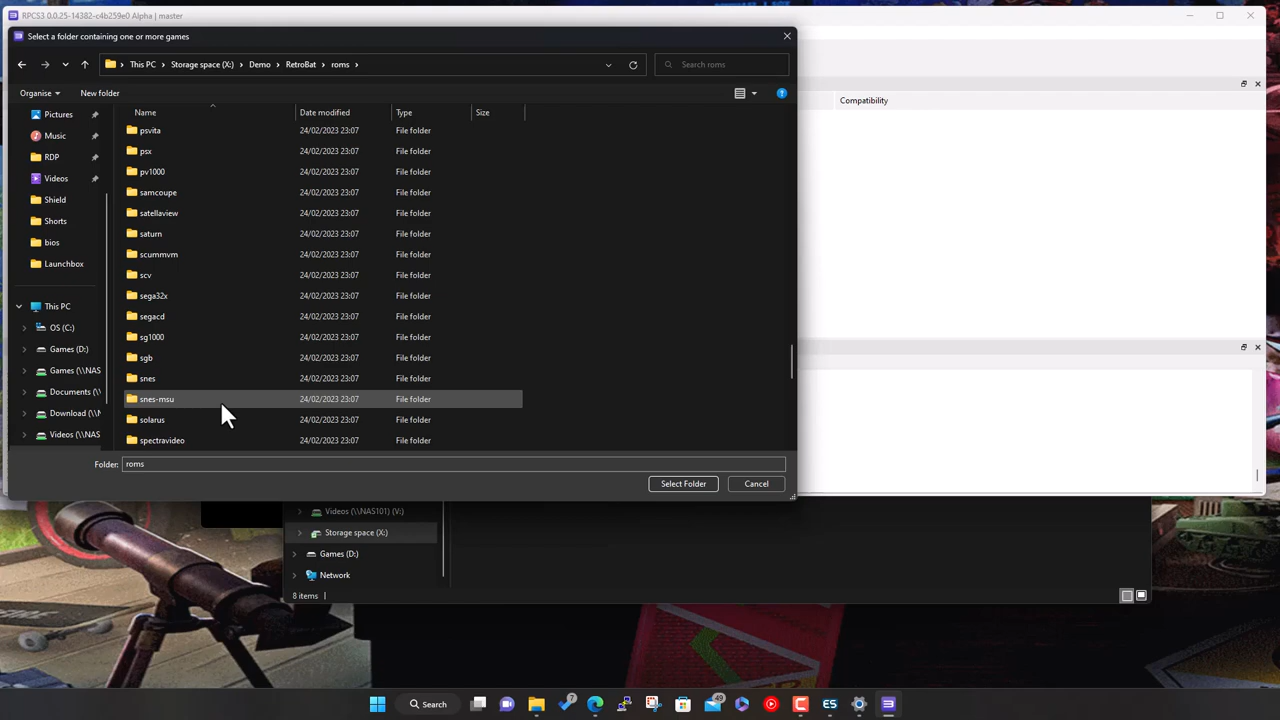 RPCS3 0.0.25-14382-c4b259e0 Alpha | master
Select a folder containing one or more games
This PC > Storage space (X:) > Demo > RetroBat > roms >
Search roms
Organise
New folder
Compatibility
Name
Date modified
Type
Size
Pictures
Music
RDP
Videos
Shield
Shorts
bios
Launchbox
This PC
OS (C:)
Games (D:)
Games (\\NAS
Documents (\
Download (\\N
Videos (\\NAS
psvita 24/02/2023 23:07 File folder
psx 24/02/2023 23:07 File folder
pv1000 24/02/2023 23:07 File folder
samcoupe 24/02/2023 23:07 File folder
satellaview 24/02/2023 23:07 File folder
saturn 24/02/2023 23:07 File folder
scummvm 24/02/2023 23:07 File folder
scv 24/02/2023 23:07 File folder
sega32x 24/02/2023 23:07 File folder
segacd 24/02/2023 23:07 File folder
sg1000 24/02/2023 23:07 File folder
sgb 24/02/2023 23:07 File folder
snes 24/02/2023 23:07 File folder
snes-msu 24/02/2023 23:07 File folder
solarus 24/02/2023 23:07 File folder
spectravideo 24/02/2023 23:07 File folder
Folder: roms
Select Folder
Cancel
Videos (\\NAS101) (V:)
Storage space (X:)
Games (D:)
Network
8 items
Search
7
49
ES